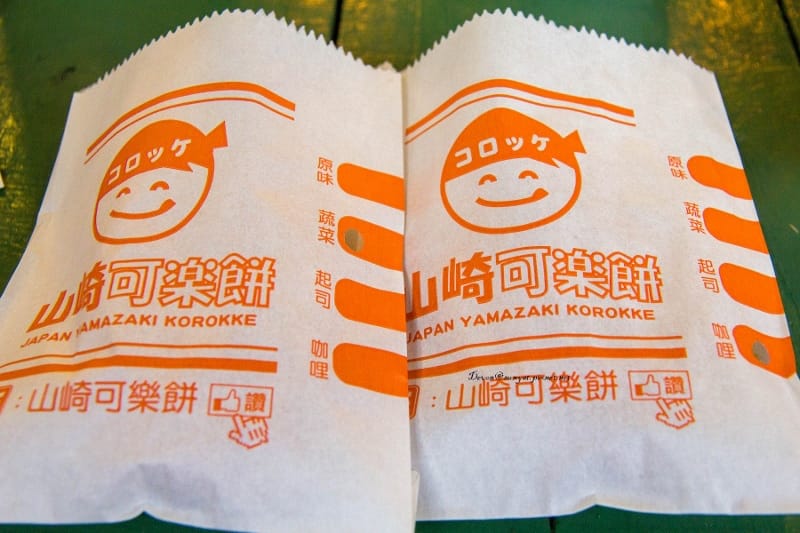 コロッケ
原味
蔬菜
起司
咖哩
山崎可楽餅
JAPAN YAMAZAKI KOROKKE
：山崎可樂餅 讚
コロッケ
原味
蔬菜
起司
咖哩
山崎可楽餅
JAPAN YAMAZAKI KOROKKE
：山崎可樂餅 讚